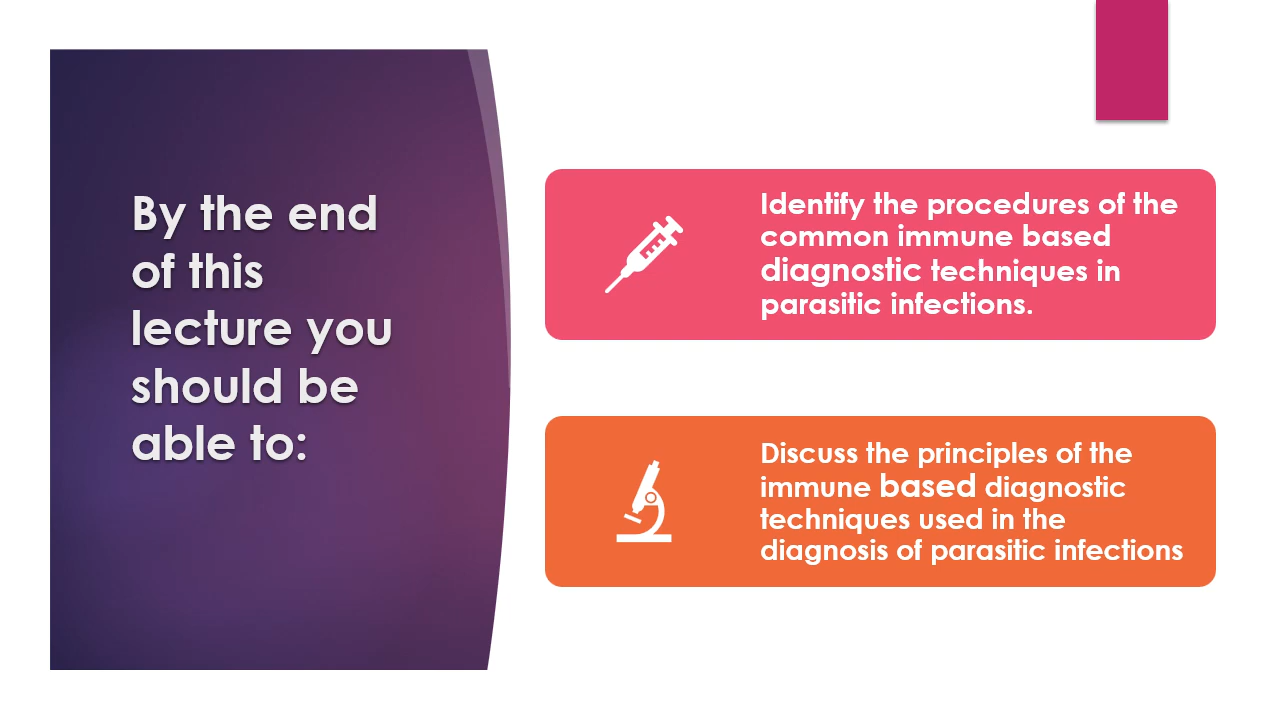 By the end
of this
lecture you
should be
able to:
Identify the procedures of the
common immune based
diagnostic techniques in
parasitic infections.
Discuss the principles of the
immune based diagnostic
techniques used in the
diagnosis of parasitic infections